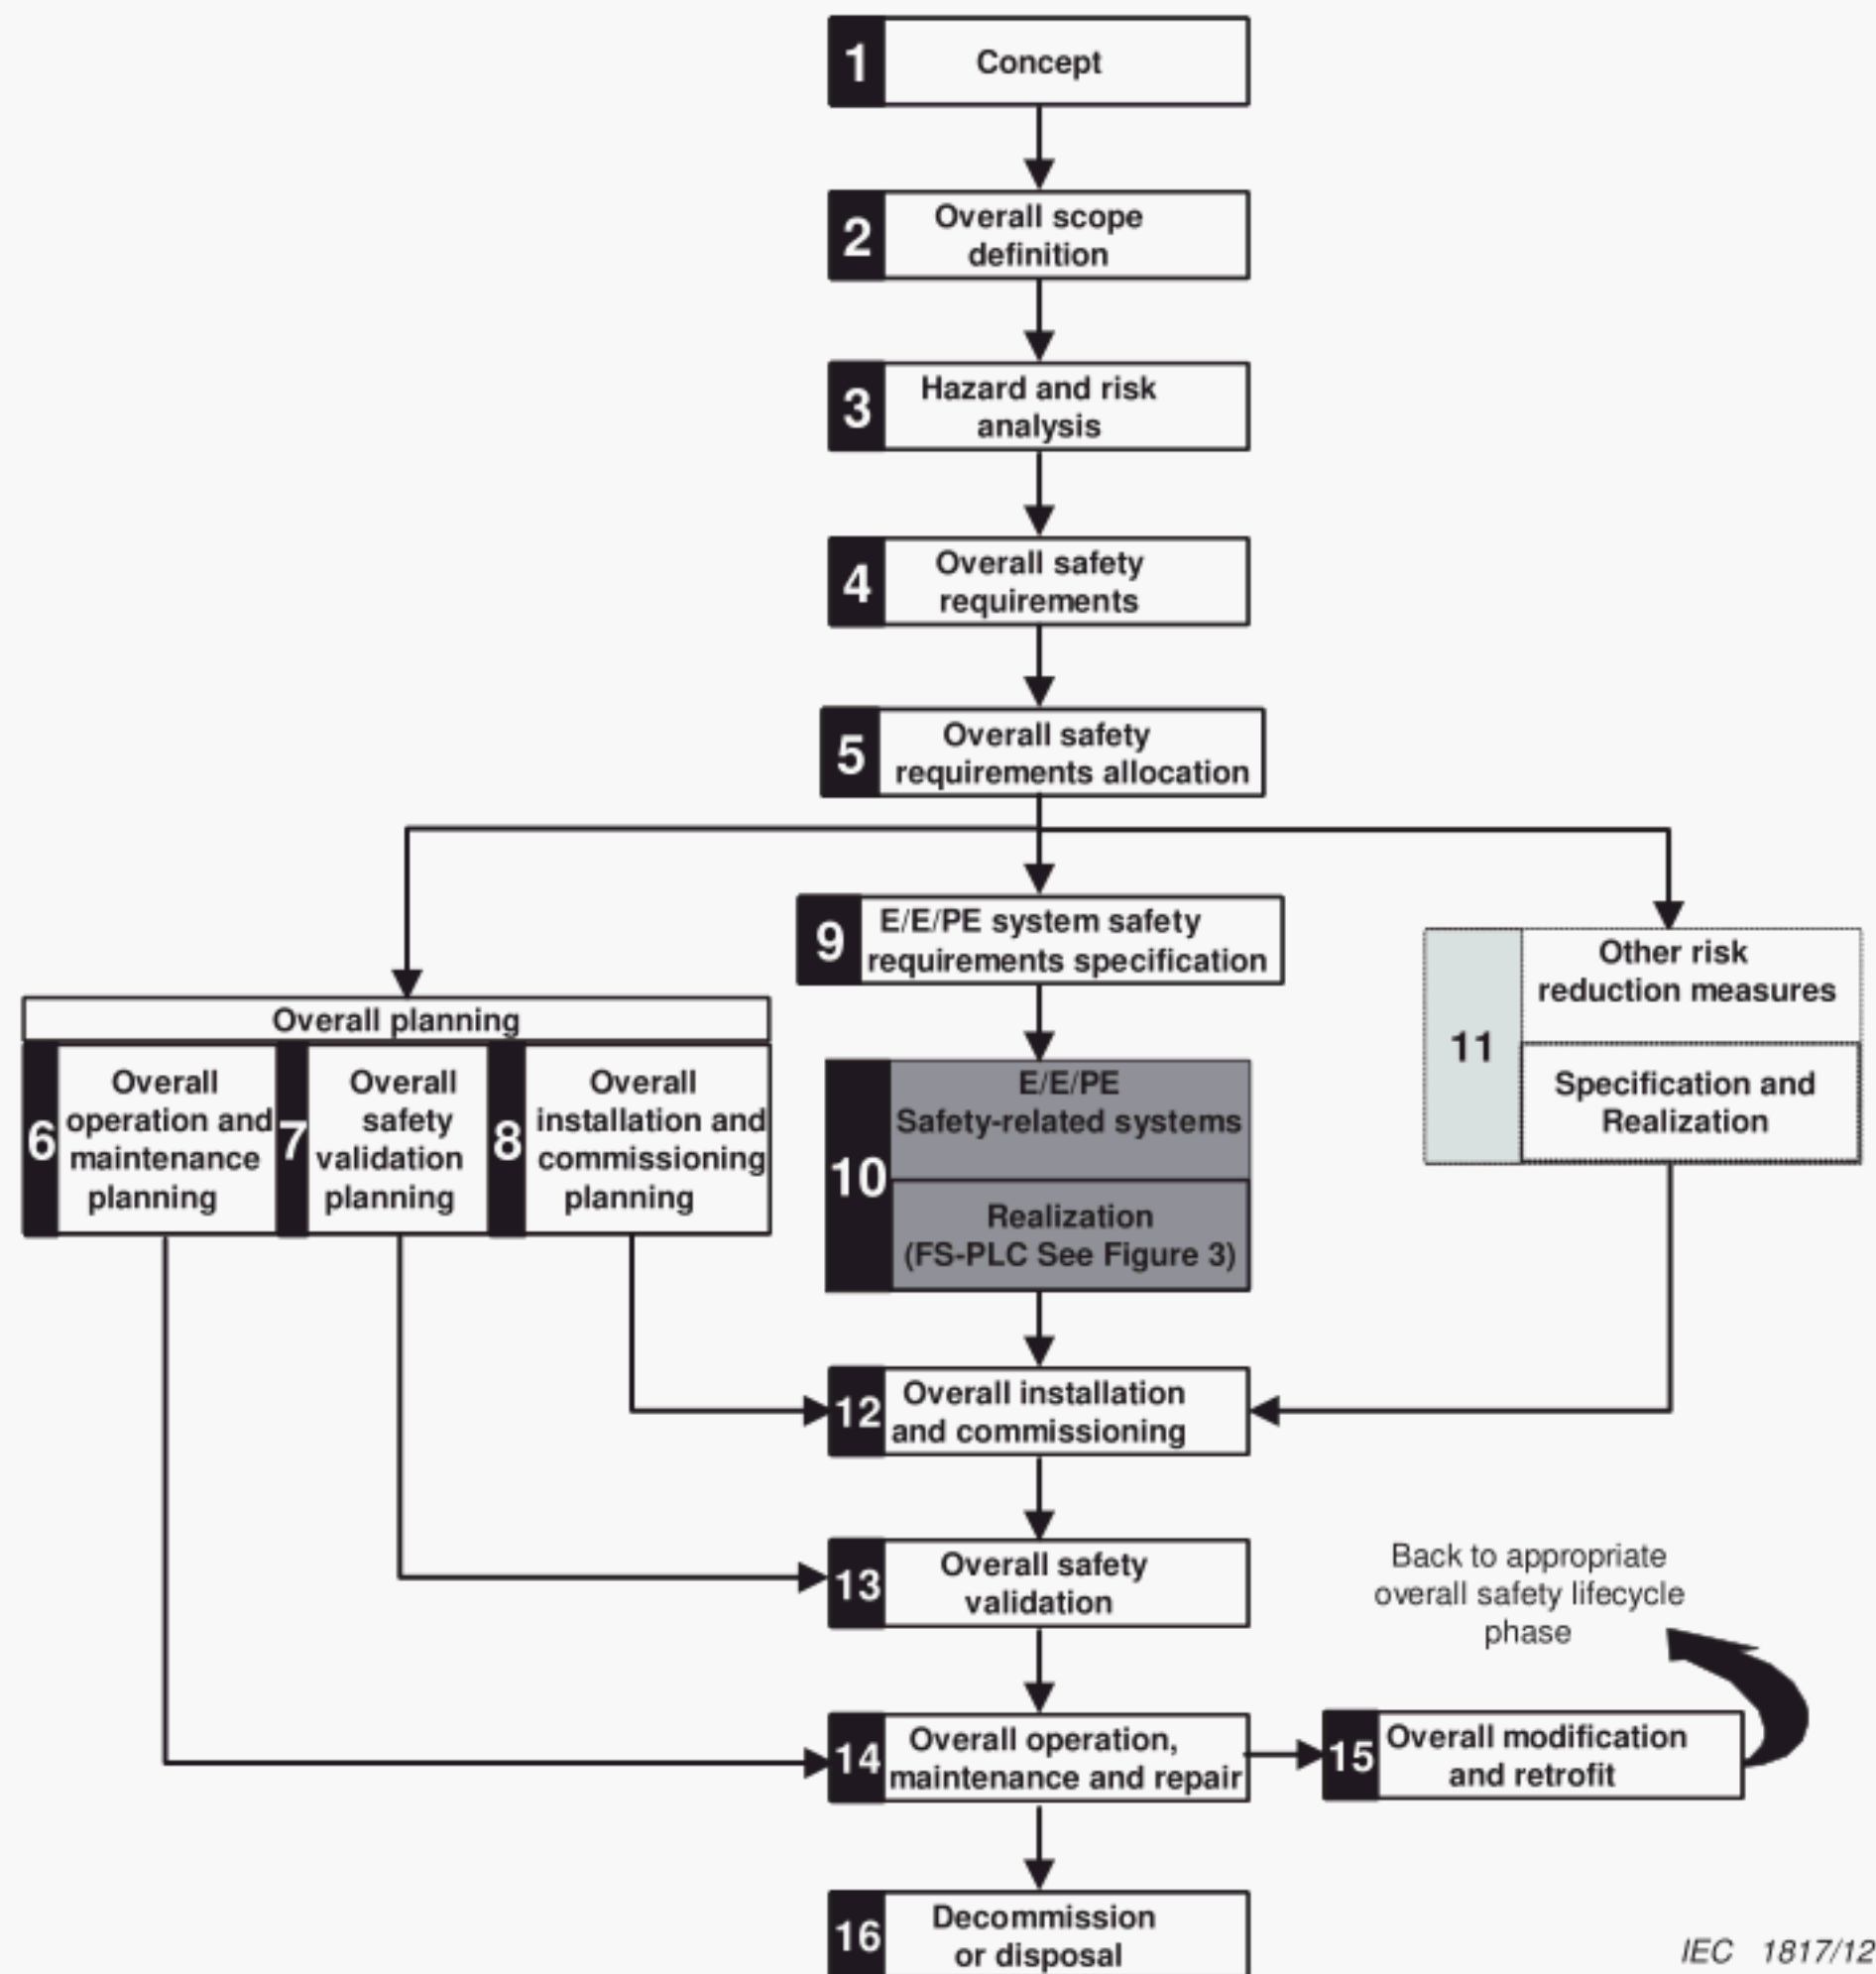 1
Concept
2
Overall scope
definition
3
Hazard and risk
analysis
4
Overall safety
requirements
5
Overall safety
requirements allocation
9
E/E/PE system safety
requirements specification
Overall planning
6
Overall
operation and
maintenance
planning
7
Overall
safety
validation
planning
8
Overall
installation and
commissioning
planning
10
E/E/PE
Safety-related systems
Realization
(FS-PLC See Figure 3)
11
Other risk
reduction measures
Specification and
Realization
12
Overall installation
and commissioning
13
Overall safety
validation
Back to appropriate
overall safety lifecycle
phase
14
Overall operation,
maintenance and repair
15
Overall modification
and retrofit
16
Decommission
or disposal
IEC 1817/12